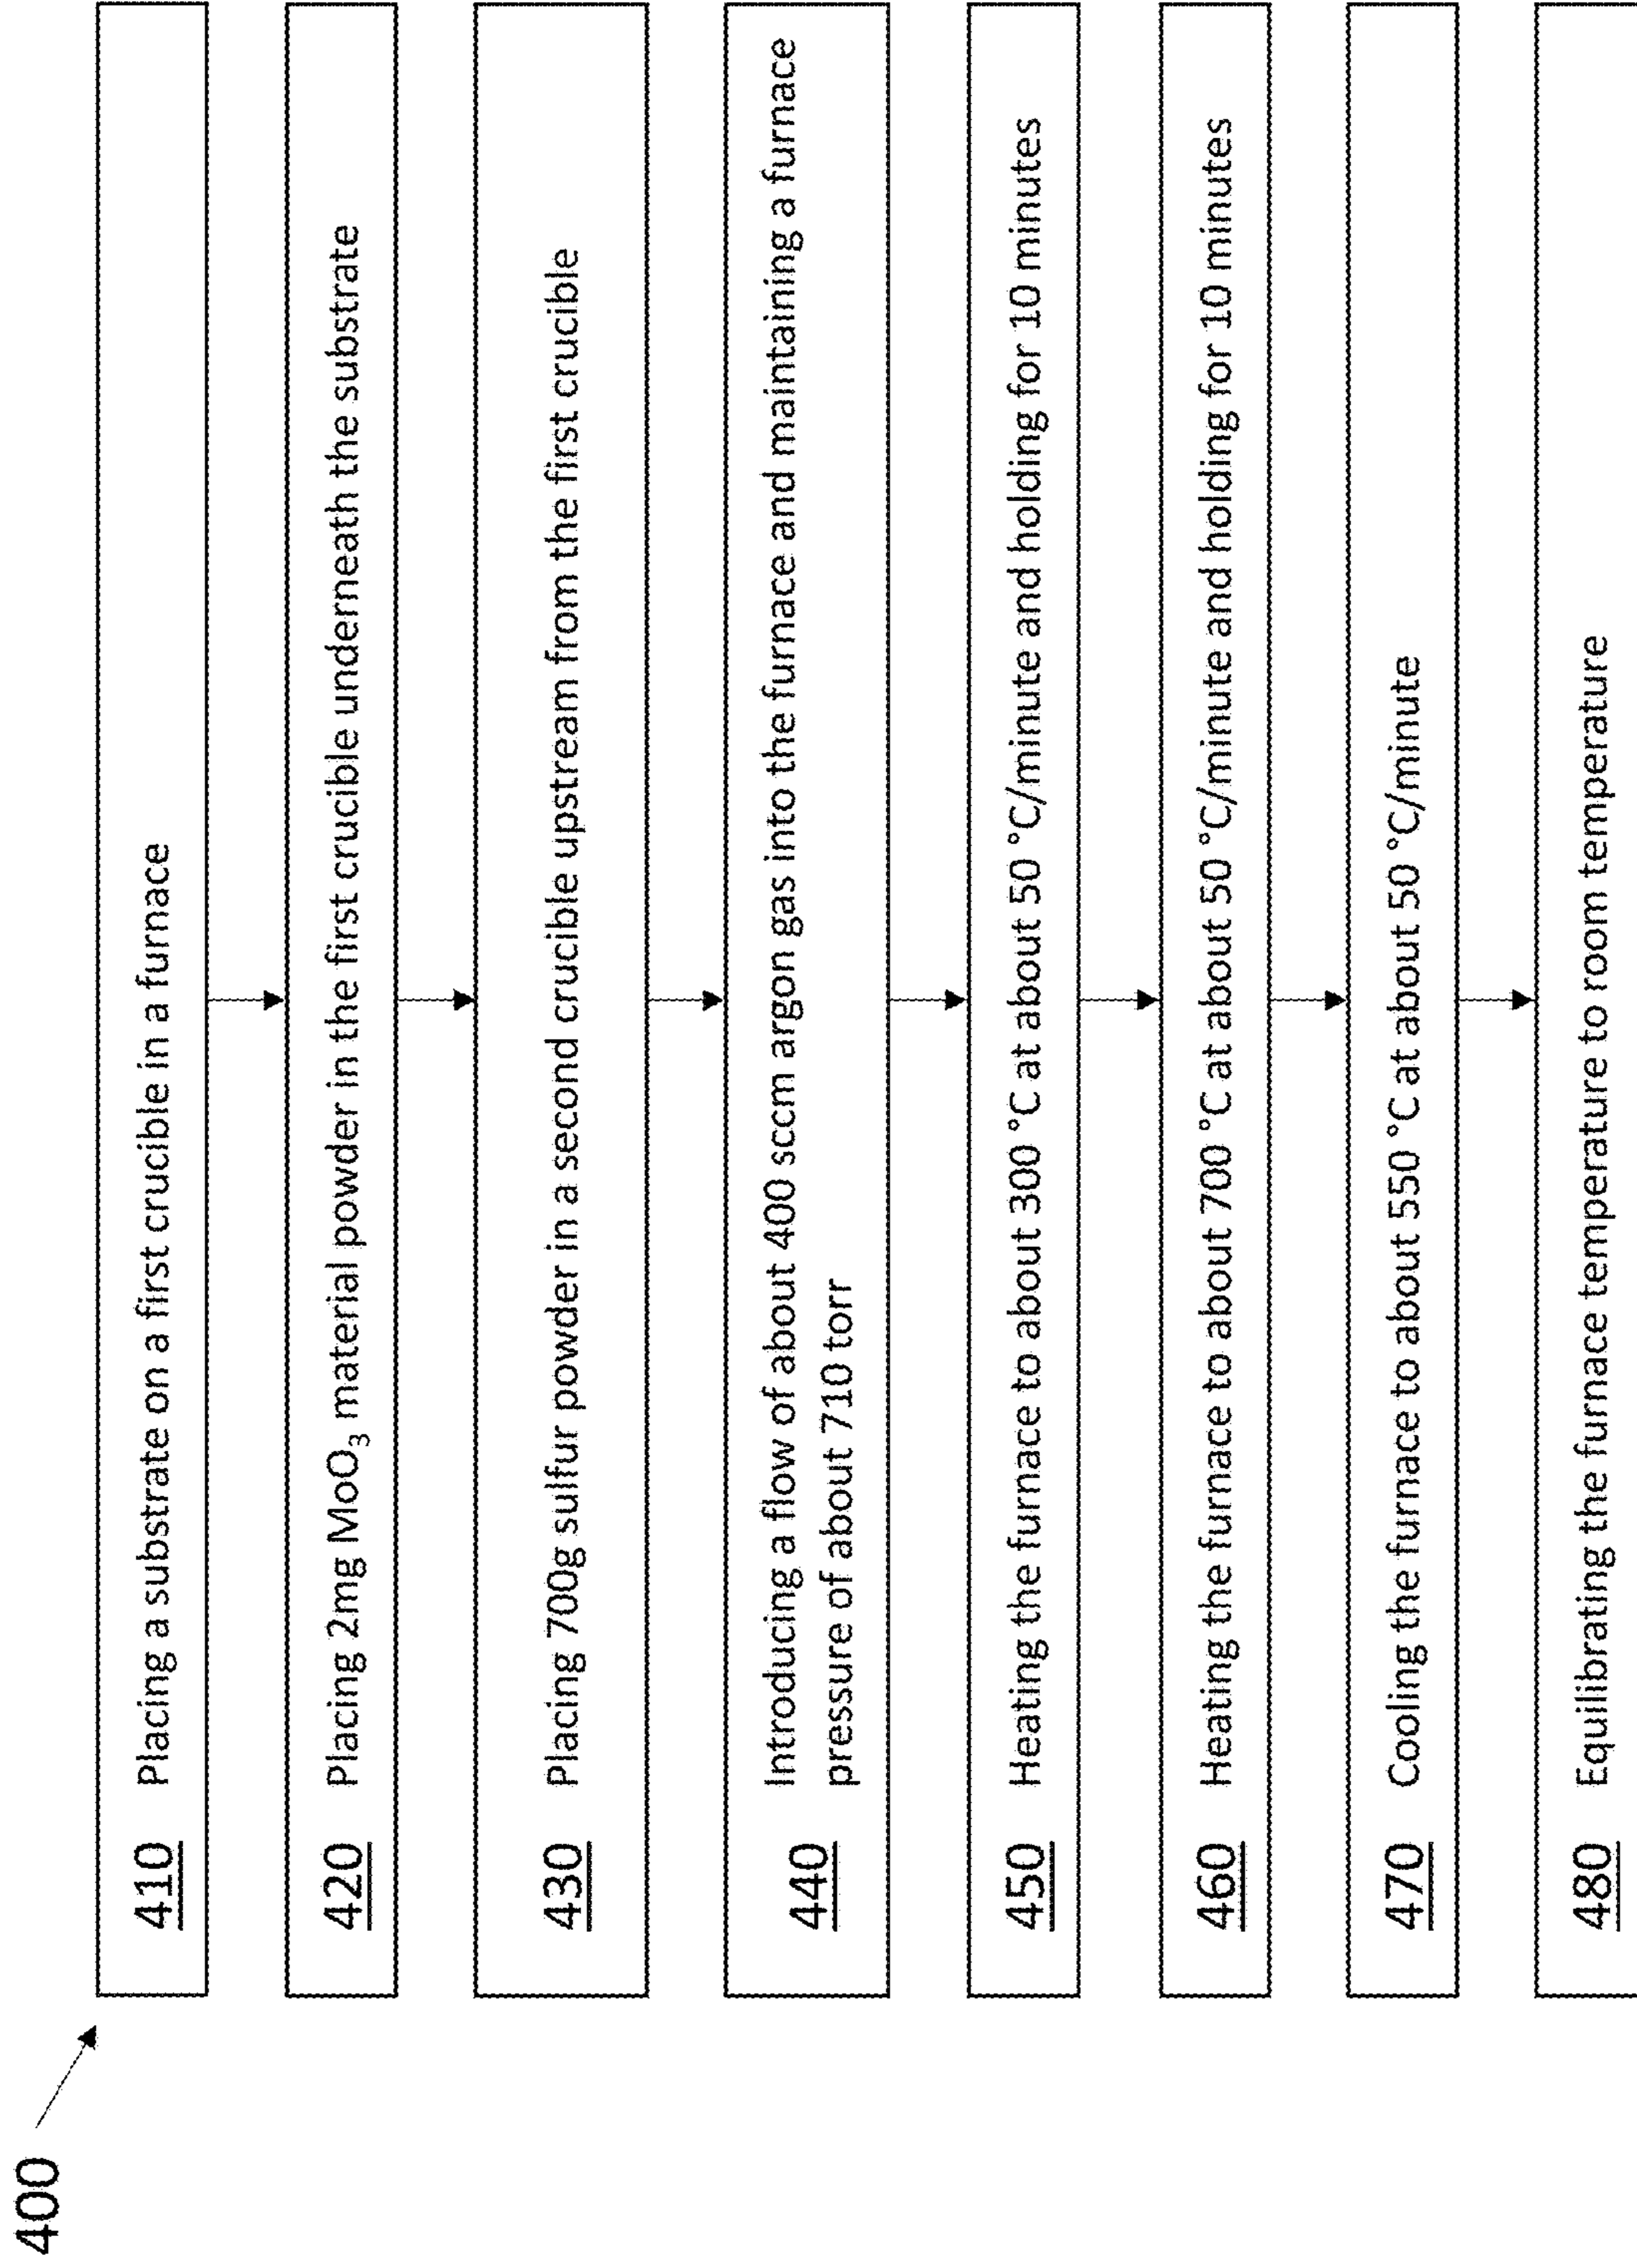 400
410 Placing a substrate on a first crucible in a furnace
420 Placing 2mg MoO₃ material powder in the first crucible underneath the substrate
430 Placing 700g sulfur powder in a second crucible upstream from the first crucible
440 Introducing a flow of about 400 sccm argon gas into the furnace and maintaining a furnace
pressure of about 710 torr
450 Heating the furnace to about 300 °C at about 50 °C/minute and holding for 10 minutes
460 Heating the furnace to about 700 °C at about 50 °C/minute and holding for 10 minutes
470 Cooling the furnace to about 550 °C at about 50 °C/minute
480 Equilibrating the furnace temperature to room temperature